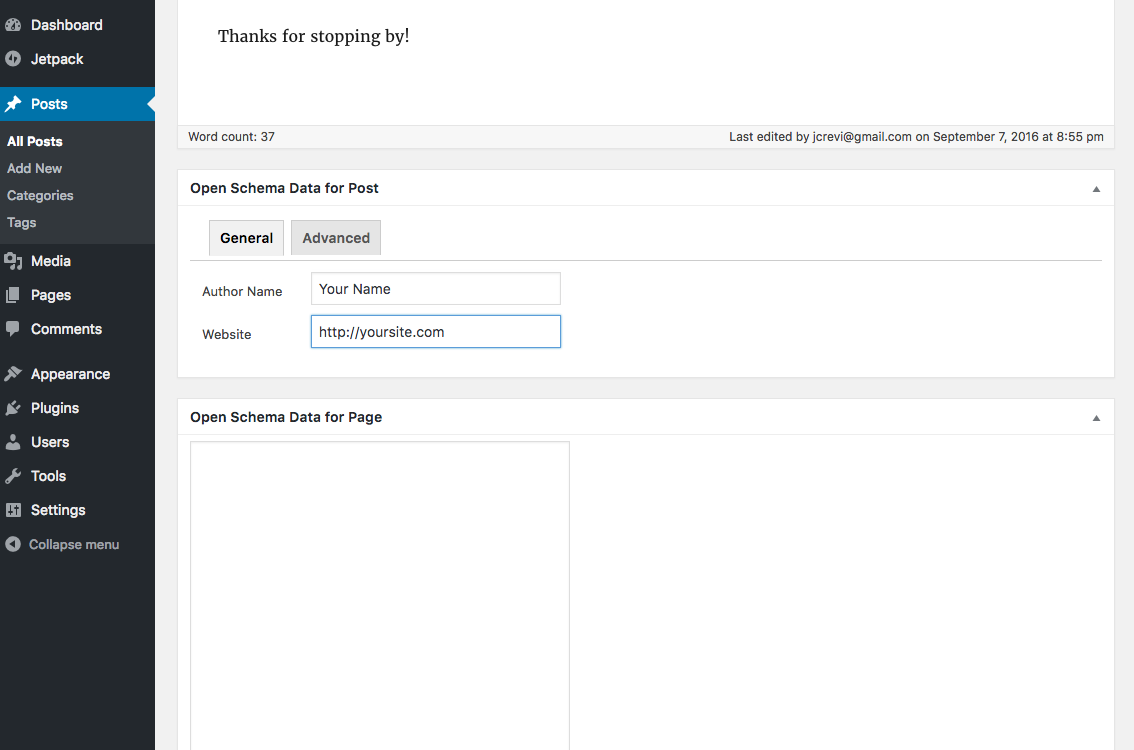 Dashboard
Jetpack
Posts
All Posts
Add New
Categories
Tags
Media
Pages
Comments
Appearance
Plugins
Users
Tools
Settings
Collapse menu
Thanks for stopping by!
Word count: 37
Last edited by jcrevi@gmail.com on September 7, 2016 at 8:55 pm
Open Schema Data for Post
General
Advanced
Author Name
Your Name
Website
http://yoursite.com
Open Schema Data for Page